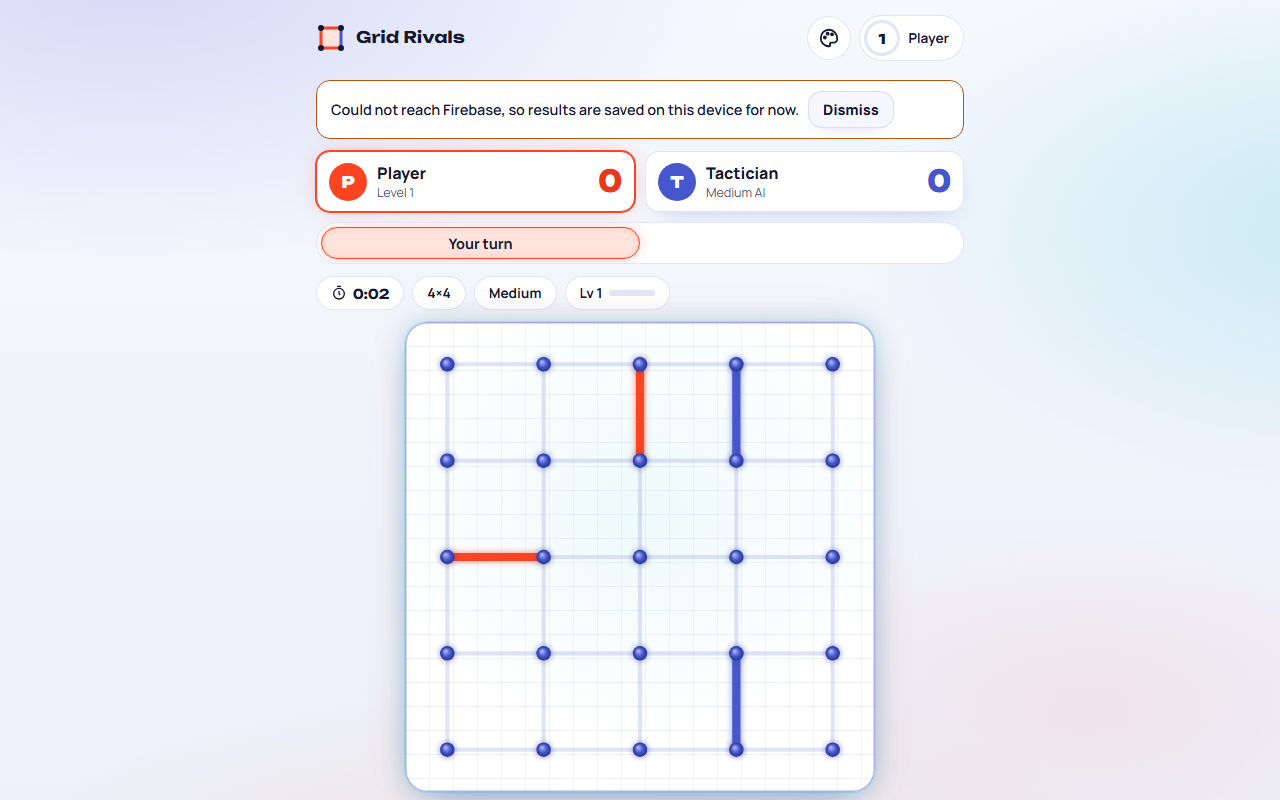 Grid Rivals
1 Player
Could not reach Firebase, so results are saved on this device for now. Dismiss
P Player Level 1 0
T Tactician Medium AI 0
Your turn
0:02 4×4 Medium Lv 1